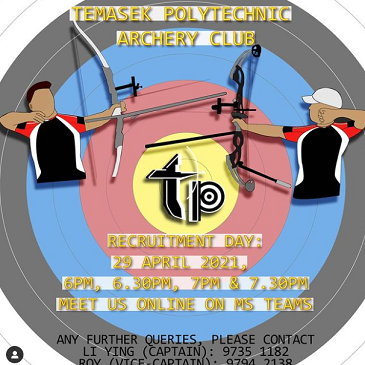 TEMASEK POLYTECHNIC
ARCHERY CLUB
tp
RECRUITMENT DAY:
29 APRIL 2021,
6PM, 6.30PM, 7PM & 7.30PM
MEET US ONLINE ON MS TEAMS
ANY FURTHER QUERIES, PLEASE CONTACT
LI YING (CAPTAIN): 9735 1182
ROY (VICE-CAPTAIN): 9794 2138